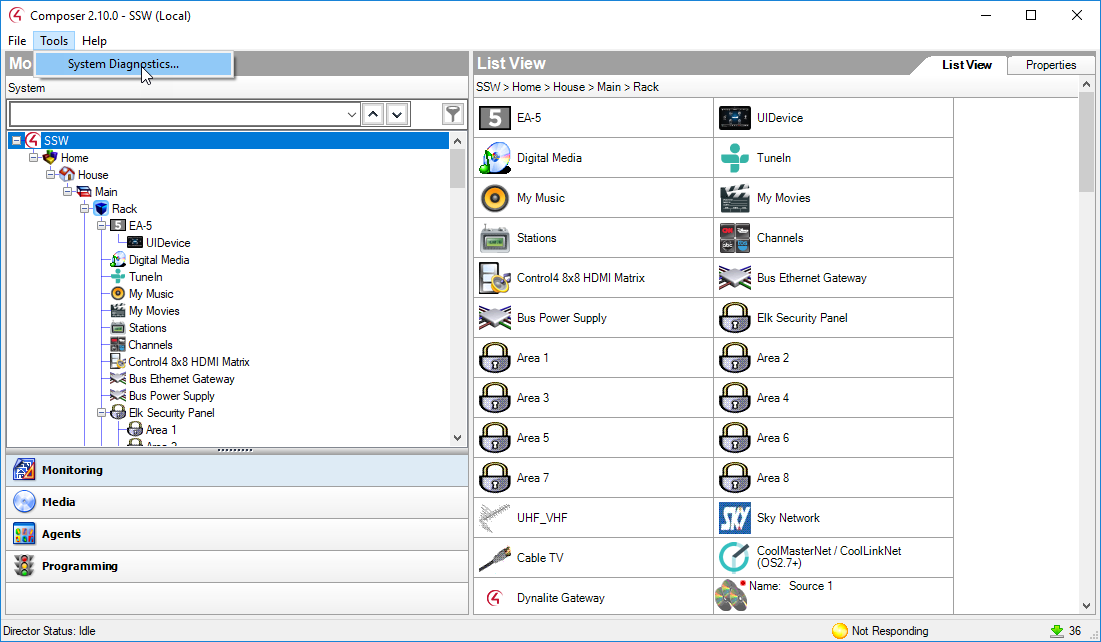 Composer 2.10.0 - SSW (Local)
File Tools Help
System Diagnostics...
Mo
System
SSW
Home
House
Main
Rack
5 EA-5
UIDevice
Digital Media
TuneIn
My Music
My Movies
Stations
Channels
Control4 8x8 HDMI Matrix
Bus Ethernet Gateway
Bus Power Supply
Elk Security Panel
Area 1
Area 2
Monitoring
Media
Agents
Programming
List View
List View Properties
SSW > Home > House > Main > Rack
5 EA-5 UIDevice
Digital Media TuneIn
My Music My Movies
Stations Channels
Control4 8x8 HDMI Matrix Bus Ethernet Gateway
Bus Power Supply Elk Security Panel
Area 1 Area 2
Area 3 Area 4
Area 5 Area 6
Area 7 Area 8
UHF_VHF SKY Sky Network
Cable TV CoolMasterNet / CoolLinkNet
(OS2.7+)
Dynalite Gateway Name: Source 1
Director Status: Idle Not Responding 36